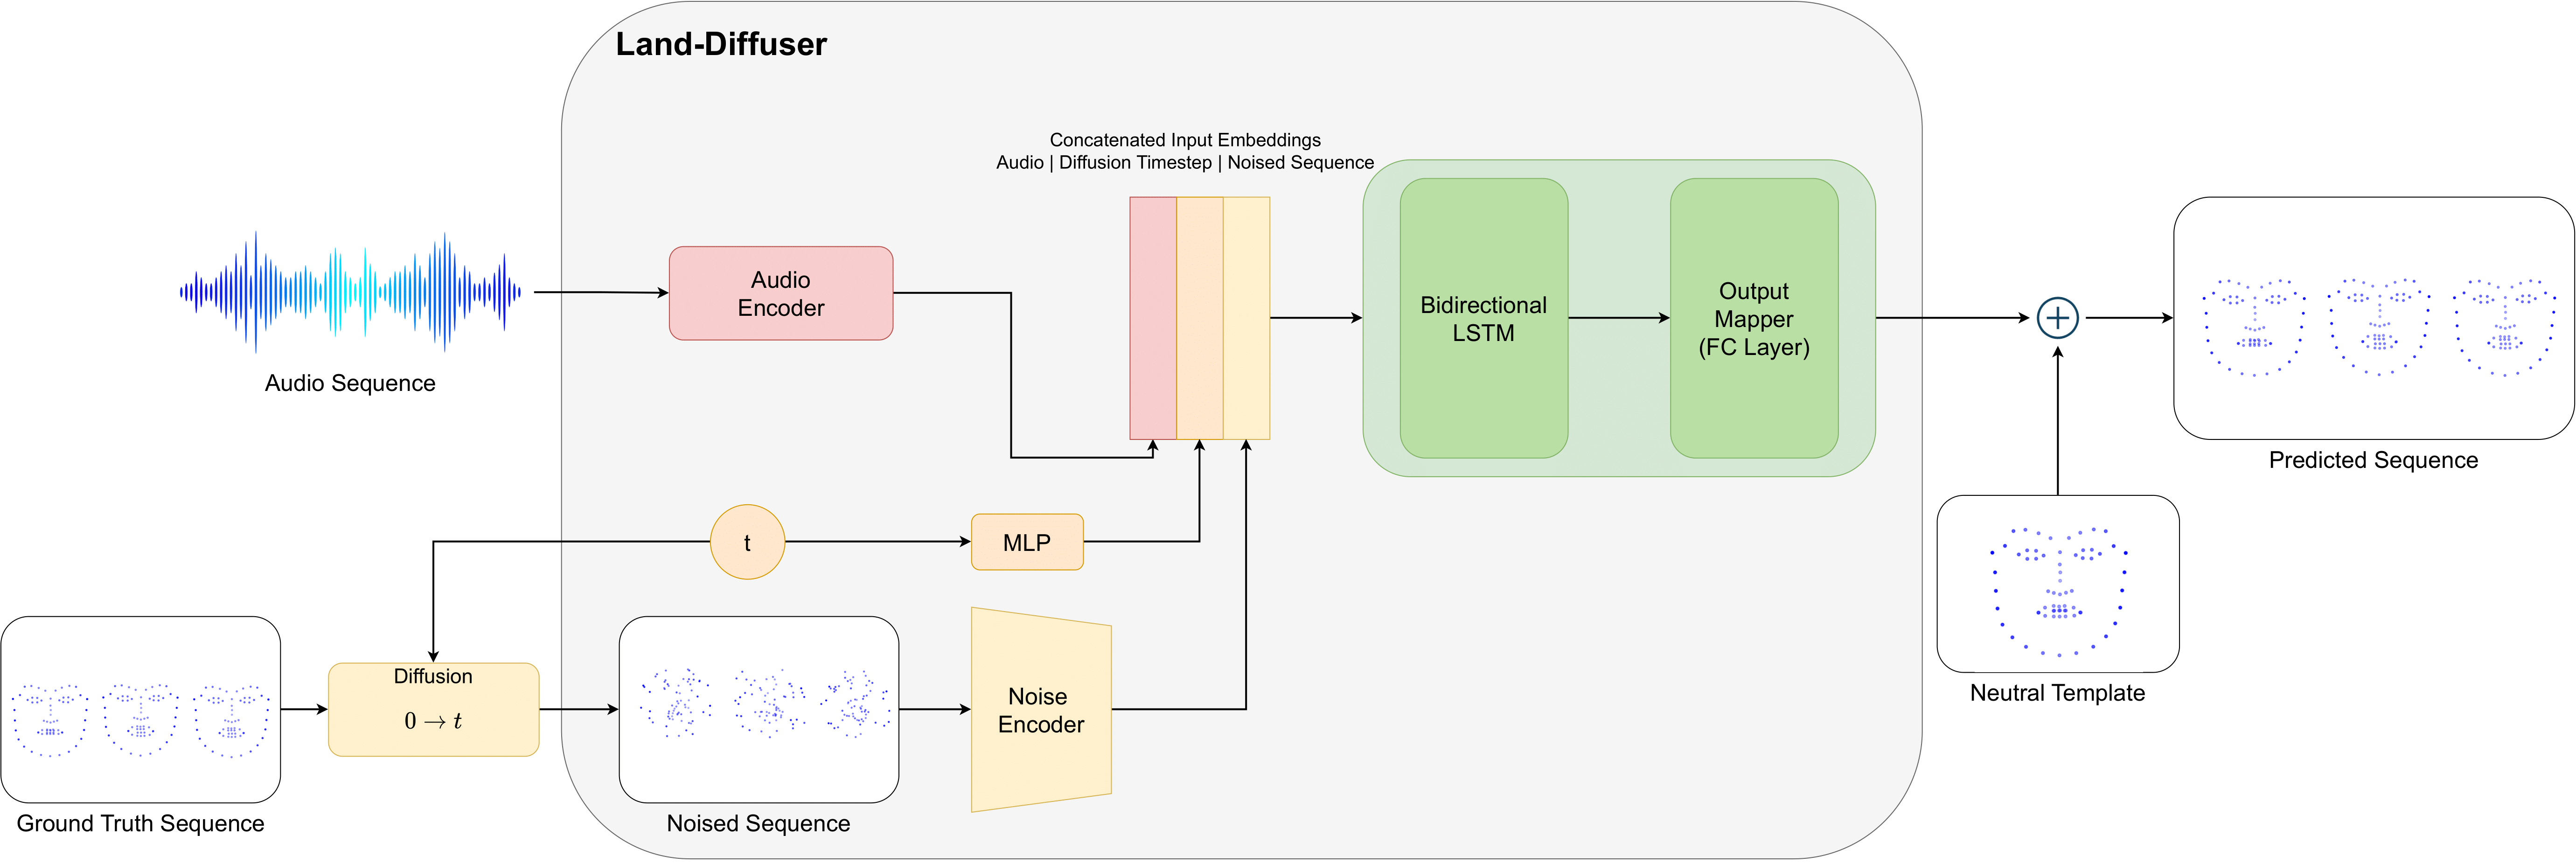 Land-Diffuser
Concatenated Input Embeddings
Audio | Diffusion Timestep | Noised Sequence
Audio
Encoder
Audio Sequence
Bidirectional
LSTM
Output
Mapper
(FC Layer)
Predicted Sequence
t
MLP
Diffusion
0 → t
Noise
Encoder
Neutral Template
Ground Truth Sequence
Noised Sequence